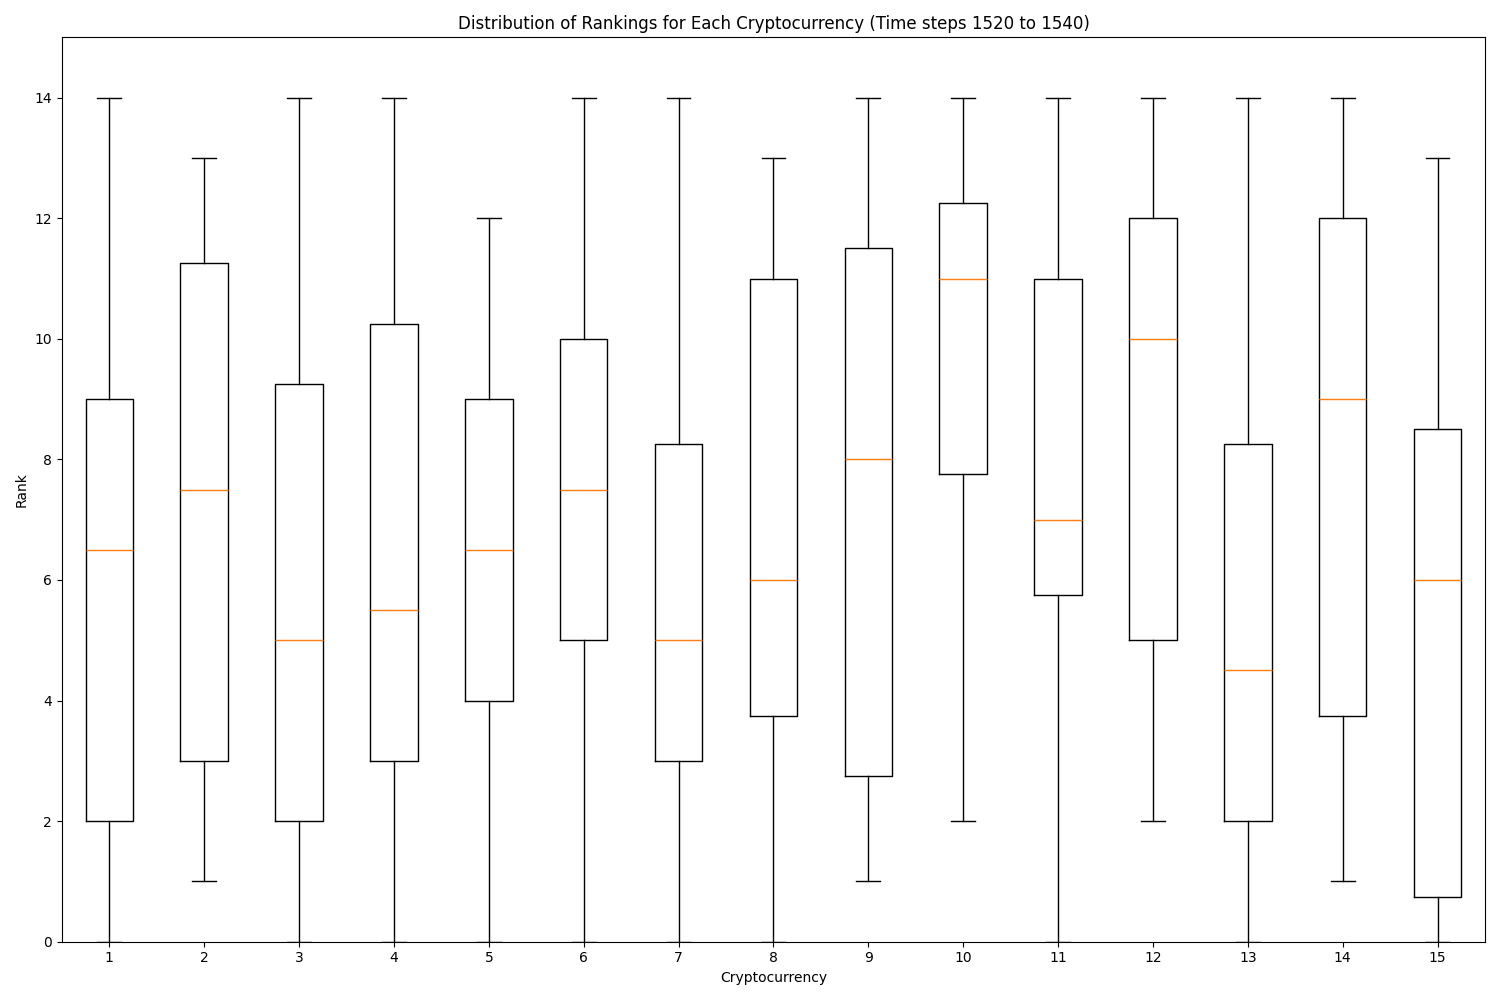 Distribution of Rankings for Each Cryptocurrency (Time steps 1520 to 1540)
Rank
14
12
10
8
6
4
2
0
1 2 3 4 5 6 7 8 9 10 11 12 13 14 15
Cryptocurrency